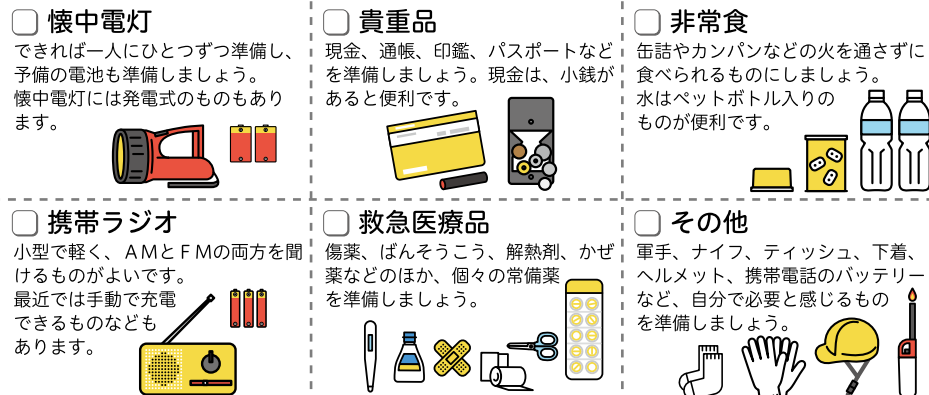 懐中電灯
できれば一人にひとつずつ準備し、
予備の電池も準備しましょう。
懐中電灯には発電式のものもあり
ます。
貴重品
現金、通帳、印鑑、パスポートなど
を準備しましょう。現金は、小銭が
あると便利です。
非常食
缶詰やカンパンなどの火を通さずに
食べられるものにしましょう。
水はペットボトル入りの
ものが便利です。
携帯ラジオ
小型で軽く、ＡＭとＦＭの両方を聞
けるものがよいです。
最近では手動で充電
できるものなども
あります。
救急医療品
傷薬、ばんそうこう、解熱剤、かぜ
薬などのほか、個々の常備薬
を準備しましょう。
その他
軍手、ナイフ、ティッシュ、下着、
ヘルメット、携帯電話のバッテリー
など、自分で必要と感じるもの
を準備しましょう。